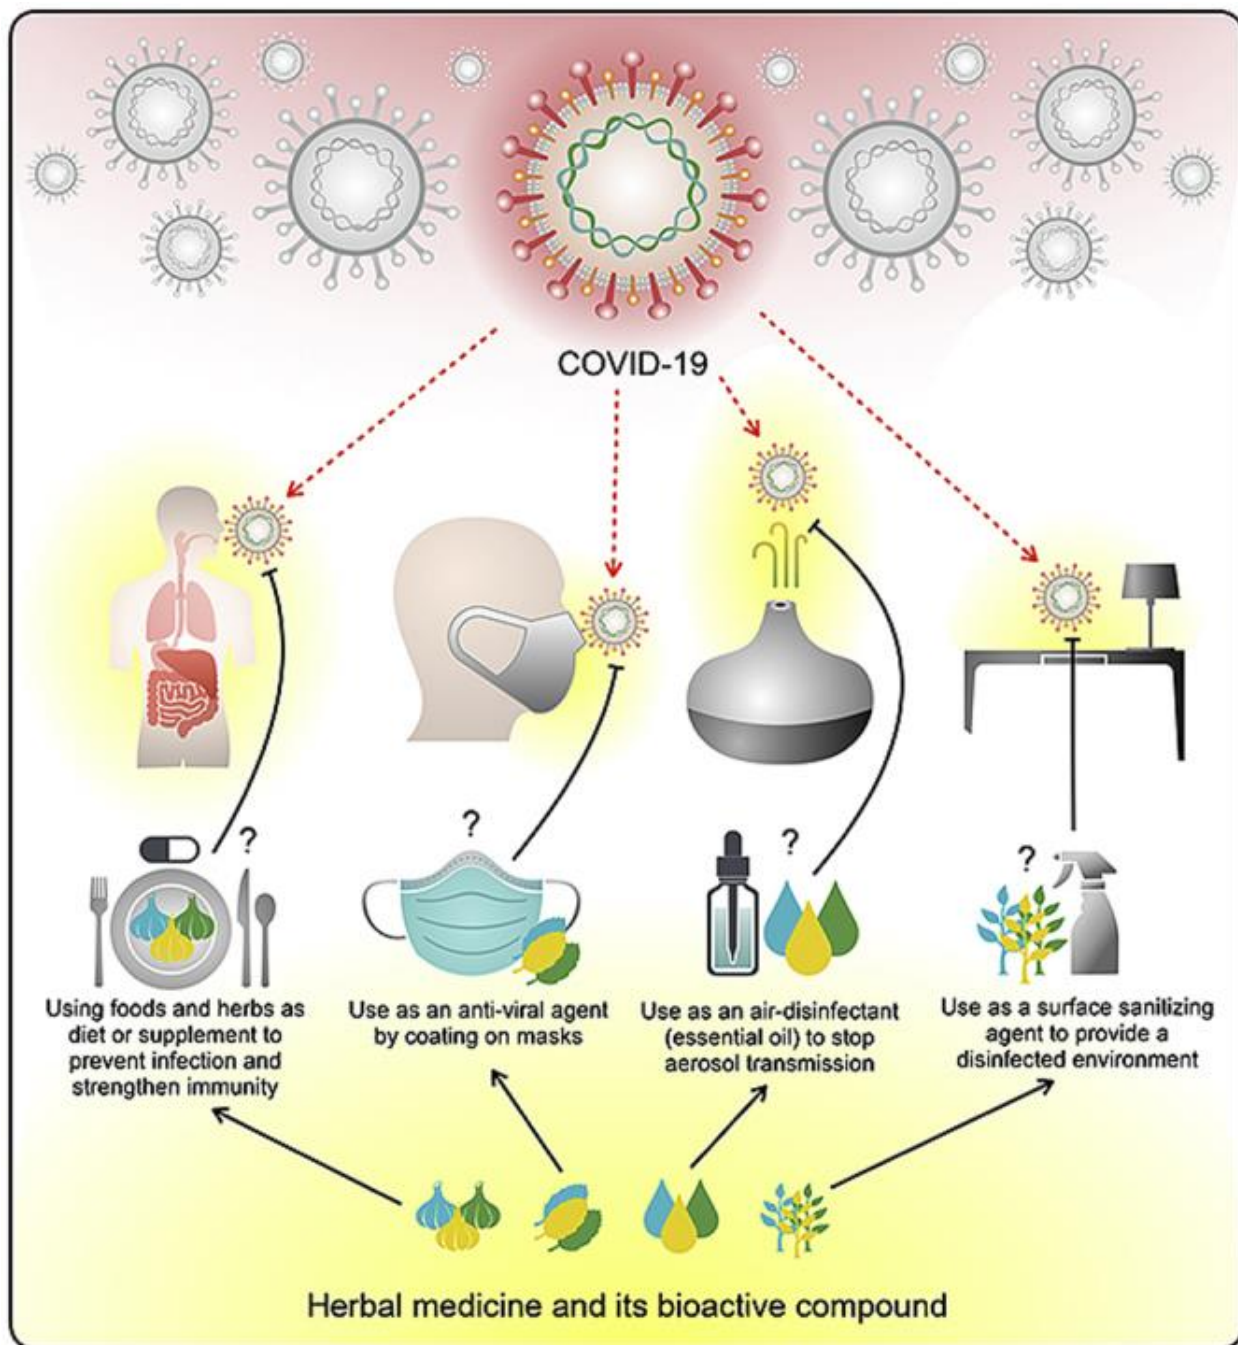 COVID-19
?
?
?
?
Using foods and herbs as
diet or supplement to
prevent infection and
strengthen immunity
Use as an anti-viral agent
by coating on masks
Use as an air-disinfectant
(essential oil) to stop
aerosol transmission
Use as a surface sanilizing
agent to provide a
disinfected environment
Herbal medicine and its bioactive compound